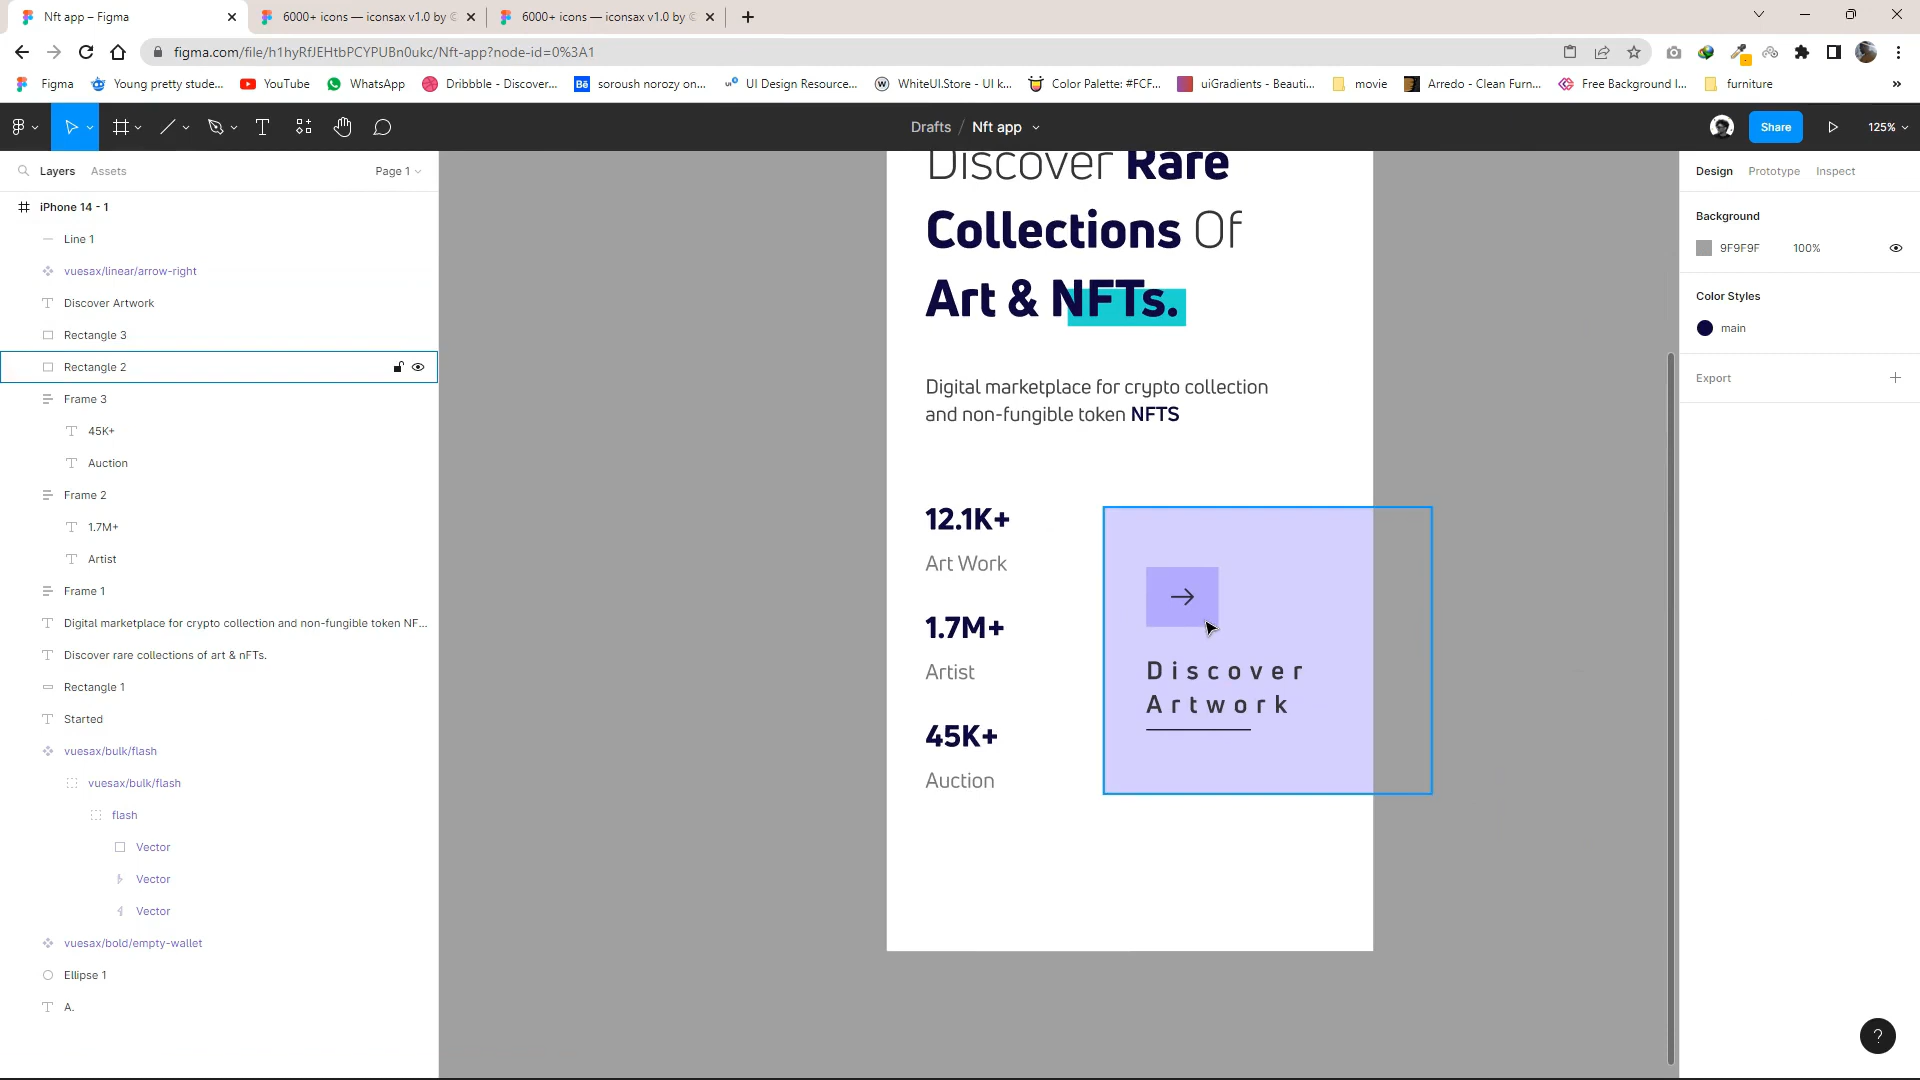 Nft app – Figma
6000+ icons — iconsax v1.0 by
6000+ icons — iconsax v1.0 by
figma.com/file/h1hyRfJEHtbPCYPUBn0ukc/Nft-app?node-id=0%3A1
Figma
Young pretty stude...
YouTube
WhatsApp
Dribbble - Discover...
Bē
soroush norozy on...
UI Design Resource...
WhiteUI.Store - UI k...
Color Palette: #FCF...
uiGradients - Beauti...
movie
Arredo - Clean Furn...
Free Background I...
furniture
»
Drafts / Nft app
Share
125%
Layers
Assets
Page 1
iPhone 14 - 1
Line 1
vuesax/linear/arrow-right
Discover Artwork
Rectangle 3
Rectangle 2
Frame 3
45K+
Auction
Frame 2
1.7M+
Artist
Frame 1
Digital marketplace for crypto collection and non-fungible token NF...
Discover rare collections of art & nFTs.
Rectangle 1
Started
vuesax/bulk/flash
vuesax/bulk/flash
flash
Vector
Vector
Vector
vuesax/bold/empty-wallet
Ellipse 1
A.
Discover Rare
Collections Of
Art & NFTs.
Digital marketplace for crypto collection
and non-fungible token NFTS
12.1K+
Art Work
1.7M+
Artist
45K+
Auction
Discover
Artwork
Design
Prototype
Inspect
Background
9F9F9F
100%
Color Styles
main
Export
?